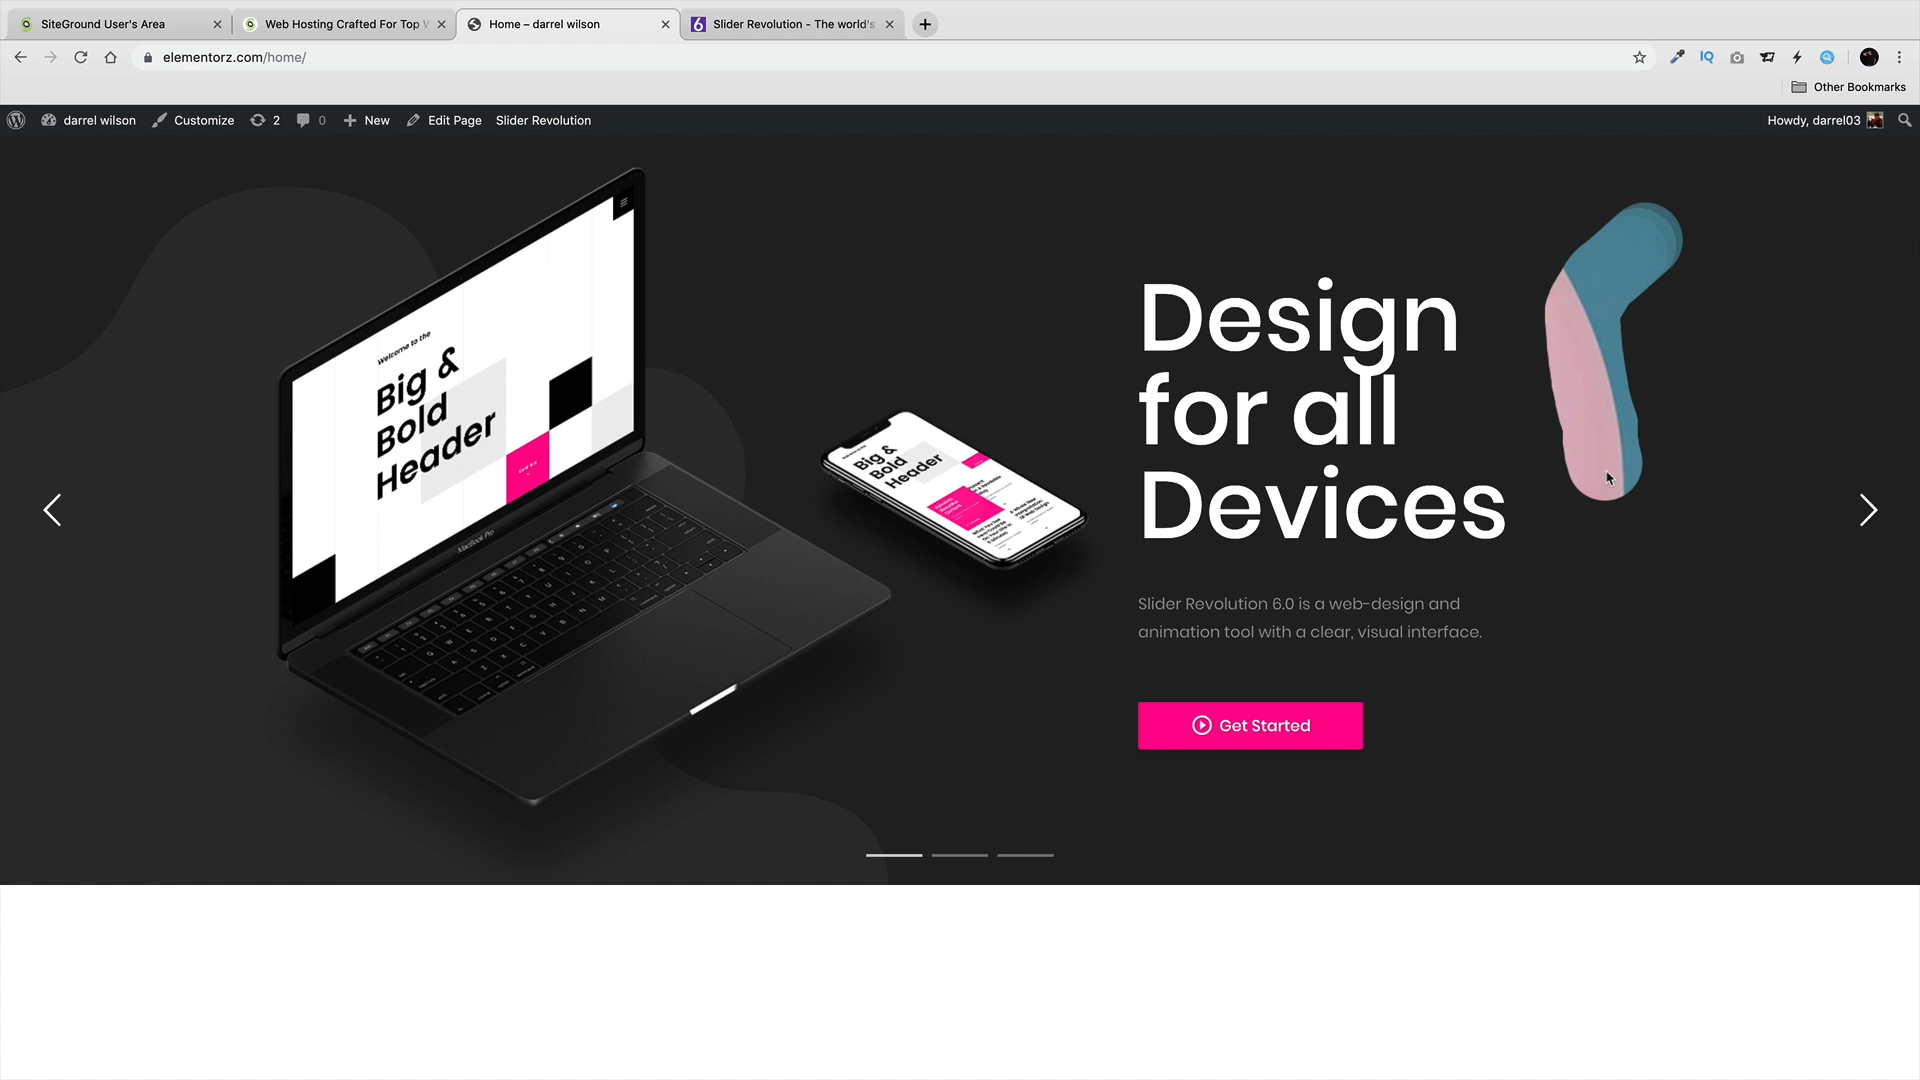 SiteGround User's Area
Web Hosting Crafted For Top W
Home – darrel wilson
Slider Revolution - The world's
elementorz.com/home/
IQ
Other Bookmarks
darrel wilson
Customize
2
0
New
Edit Page
Slider Revolution
Howdy, darrel03
Welcome to the
Big &
Bold
Header
MacBook Pro
Big &
Bold
Header
Design
for all
Devices
Slider Revolution 6.0 is a web-design and
animation tool with a clear, visual interface.
Get Started